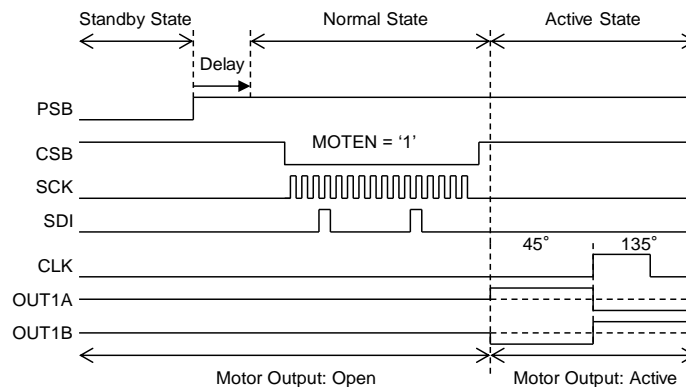 Standby State Normal State Active State
Delay
PSB
CSB MOTEN = ‘1’
SCK
SDI
45° 135°
CLK
OUT1A
OUT1B
Motor Output: Open Motor Output: Active